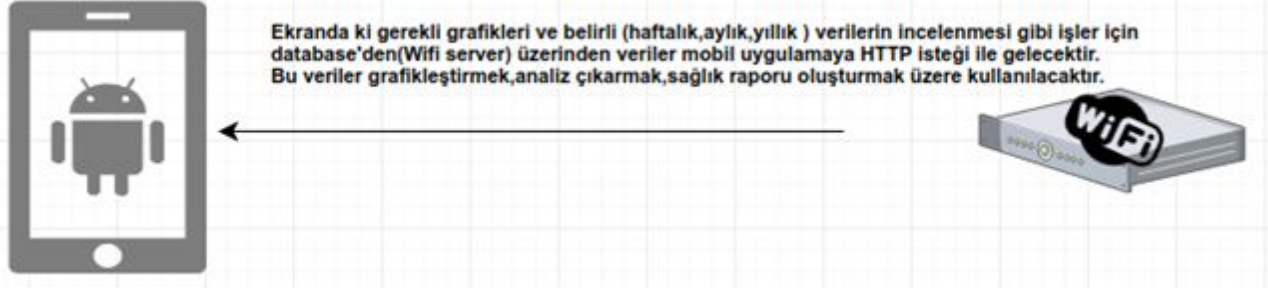 Ekranda ki gerekli grafikleri ve belirli (haftalık,aylık,yıllık ) verilerin incelenmesi gibi işler için
database'den(Wifi server) üzerinden veriler mobil uygulamaya HTTP isteği ile gelecektir.
Bu veriler grafikleştirmek,analiz çıkarmak,sağlık raporu oluşturmak üzere kullanılacaktır.
WiFi